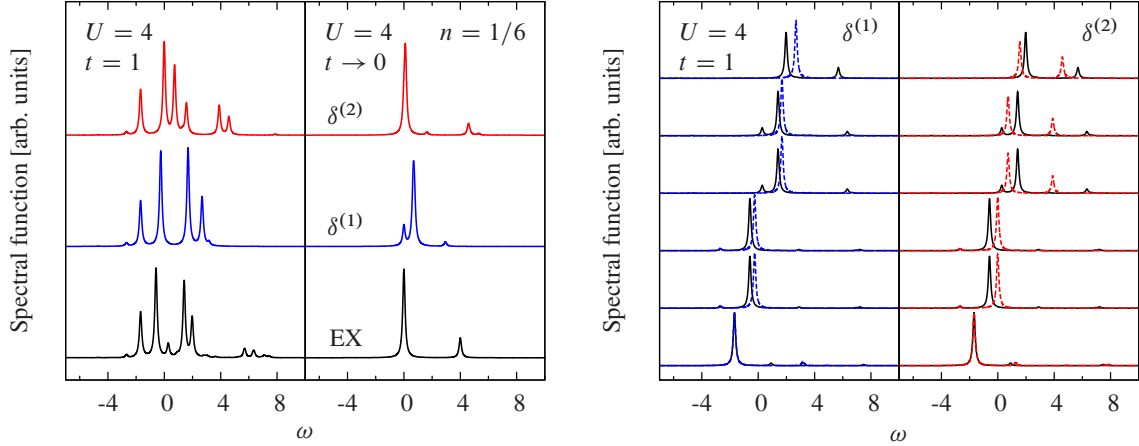 Spectral function [arb. units]
U = 4
t = 1
U = 4
n = 1/6
t → 0
δ(2)
δ(1)
EX
-4
0
4
8
-4
0
4
8
ω
Spectral function [arb. units]
U = 4
t = 1
δ(1)
δ(2)
-4
0
4
8
-4
0
4
8
ω